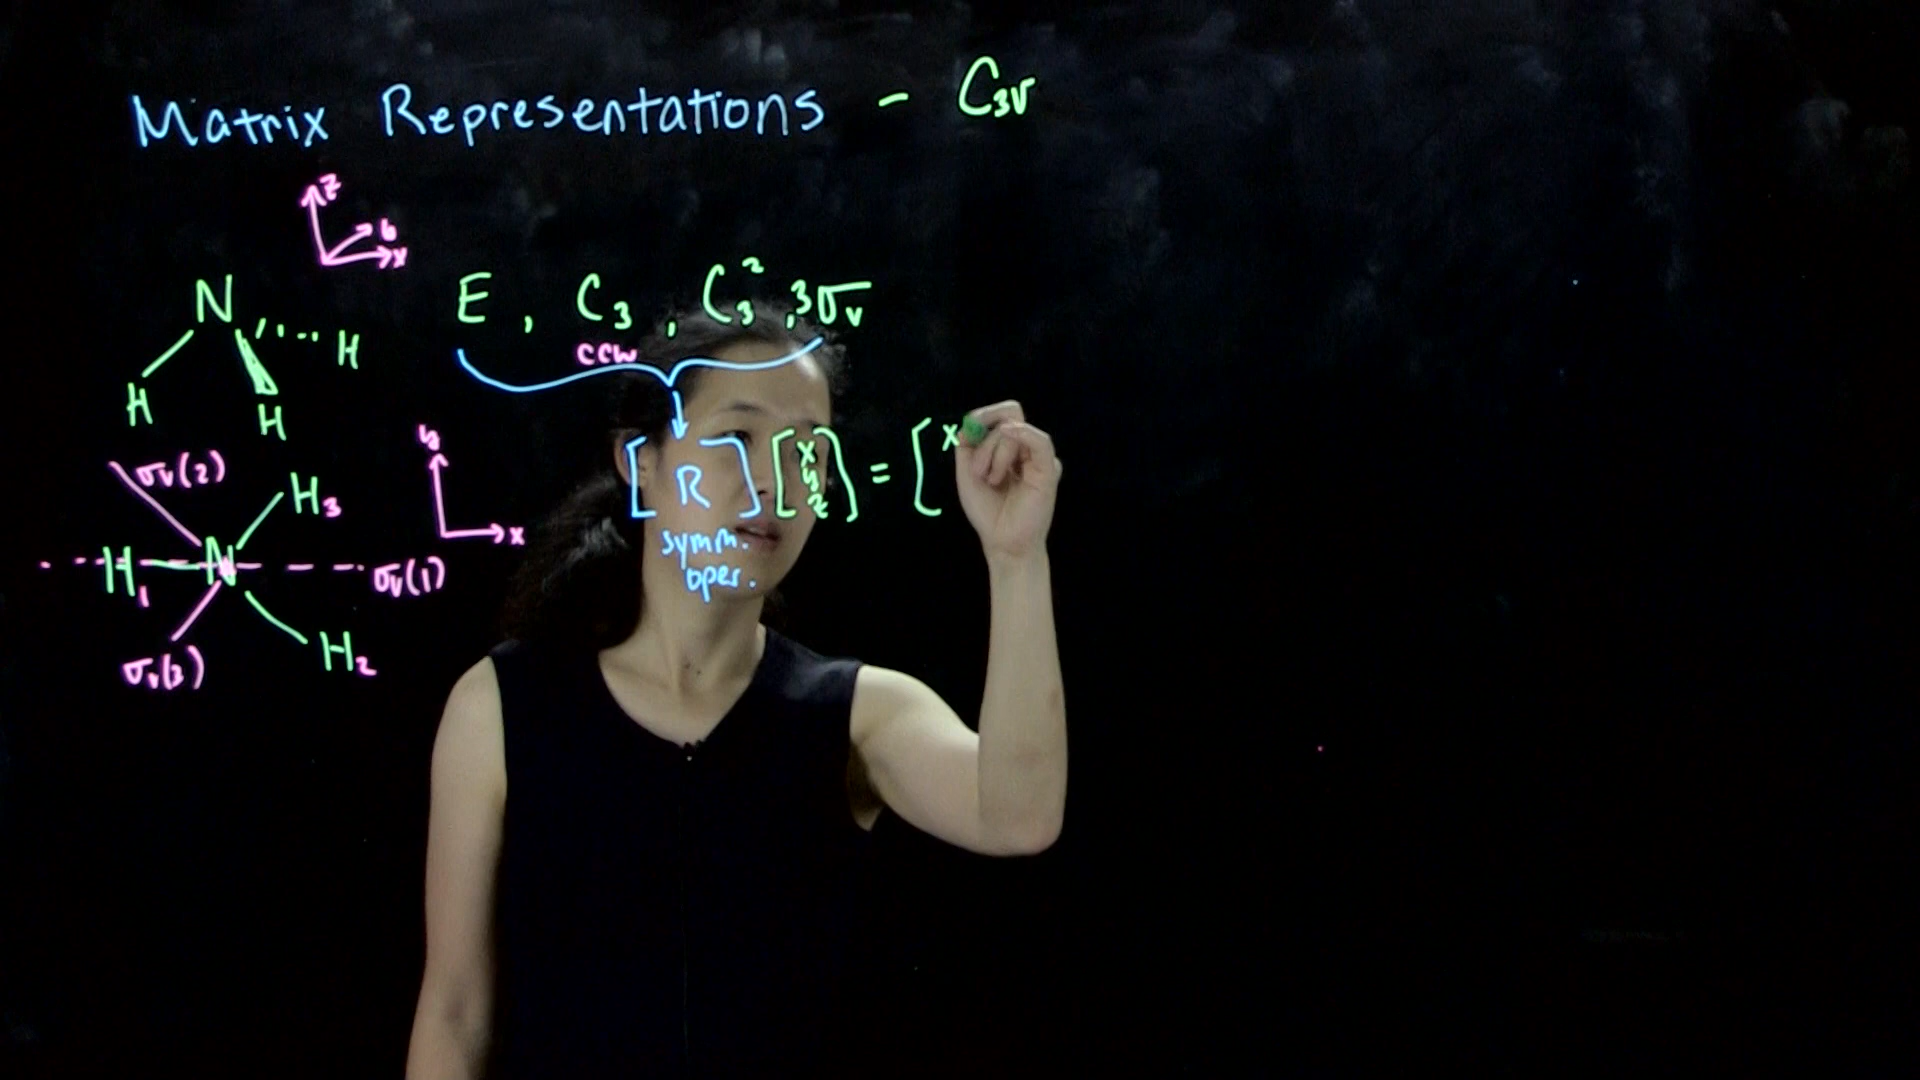 Matrix Representations - C3v
z
y
x
E, C3, C3², 3σv
ccw
N
H
H
H
y
x
[R] [x y z] = [x
symm.
oper.
σv(2)
H3
H1 N σv(1)
σv(3)
H2